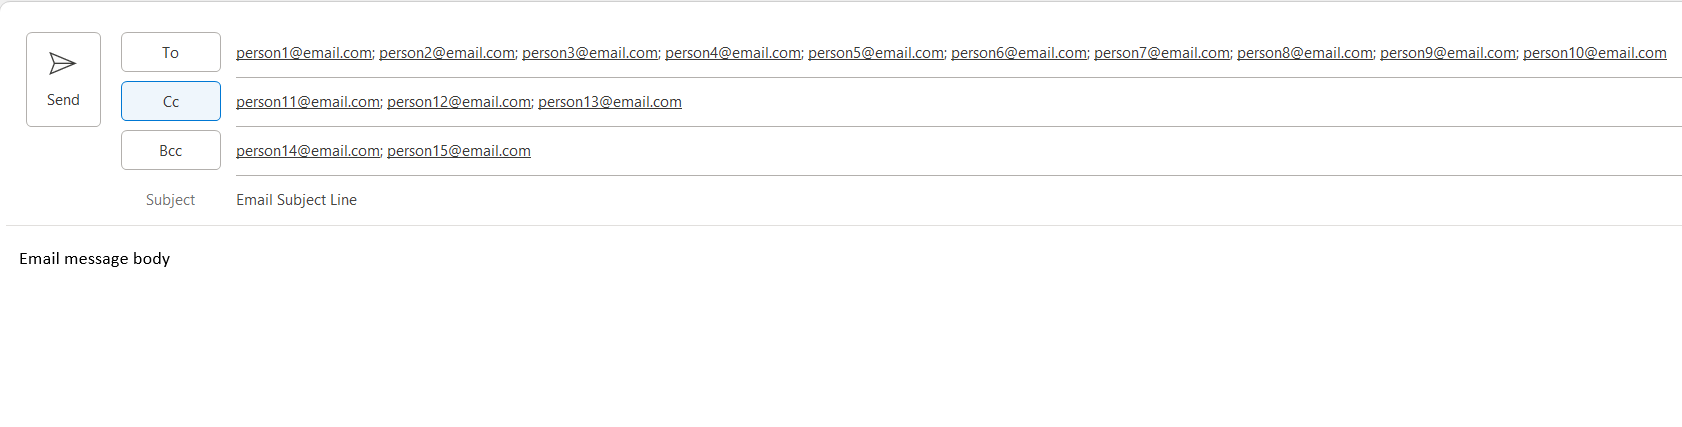 To person1@email.com; person2@email.com; person3@email.com; person4@email.com; person5@email.com; person6@email.com; person7@email.com; person8@email.com; person9@email.com; person10@email.com
Send
Cc person11@email.com; person12@email.com; person13@email.com
Bcc person14@email.com; person15@email.com
Subject Email Subject Line
Email message body